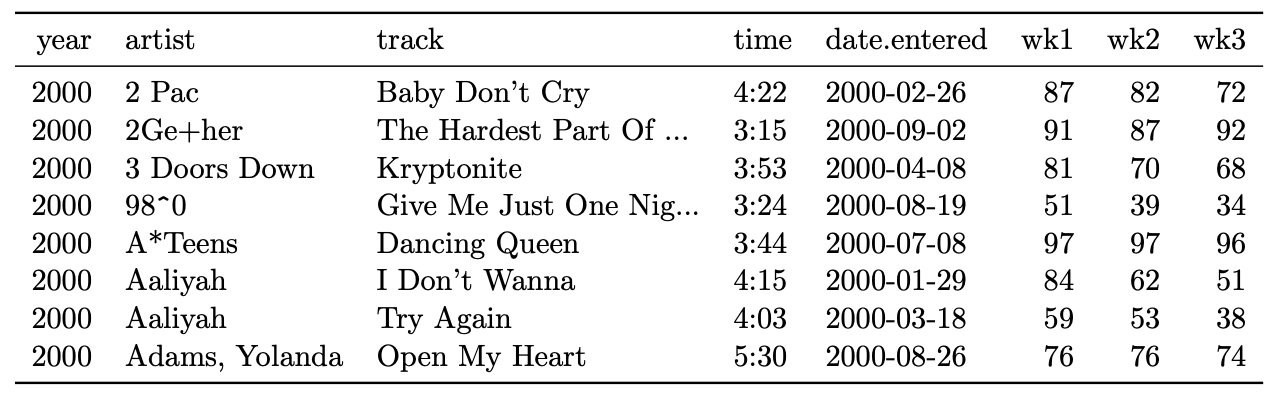 year artist track time date.entered wk1 wk2 wk3
2000 2 Pac Baby Don't Cry 4:22 2000-02-26 87 82 72
2000 2Ge+her The Hardest Part Of ... 3:15 2000-09-02 91 87 92
2000 3 Doors Down Kryptonite 3:53 2000-04-08 81 70 68
2000 98^0 Give Me Just One Nig... 3:24 2000-08-19 51 39 34
2000 A*Teens Dancing Queen 3:44 2000-07-08 97 97 96
2000 Aaliyah I Don't Wanna 4:15 2000-01-29 84 62 51
2000 Aaliyah Try Again 4:03 2000-03-18 59 53 38
2000 Adams, Yolanda Open My Heart 5:30 2000-08-26 76 76 74